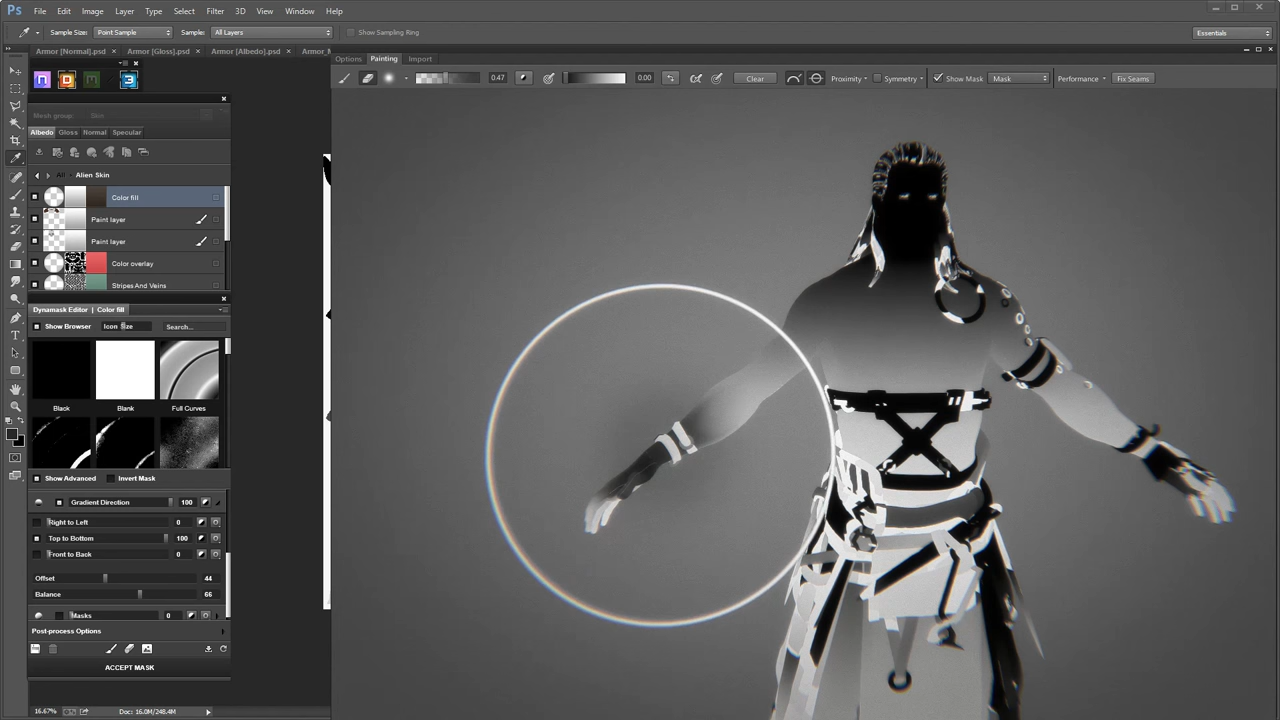 Ps File Edit Image Layer Type Select Filter 3D View Window Help
Sample Size: Point Sample Sample: All Layers Show Sampling Ring Essentials
Armor [Normal].psd Armor [Gloss].psd Armor [Albedo].psd
Options Painting Import
0.47 0.00 Clear Proximity Symmetry Show Mask Mask Performance Fix Seams
Mesh group: Skin
Albedo Gloss Normal Specular
All Alien Skin
Color fill
Paint layer
Paint layer
Color overlay
Stripes And Veins
Dynamask Editor | Color fill
Show Browser Icon Size Search...
Black Blank Full Curves
Show Advanced Invert Mask
Gradient Direction 100
Right to Left 0
Top to Bottom 100
Front to Back 0
Offset 44
Balance 66
Masks 0
Post-process Options
ACCEPT MASK
16.67% Doc: 16.0M/248.4M